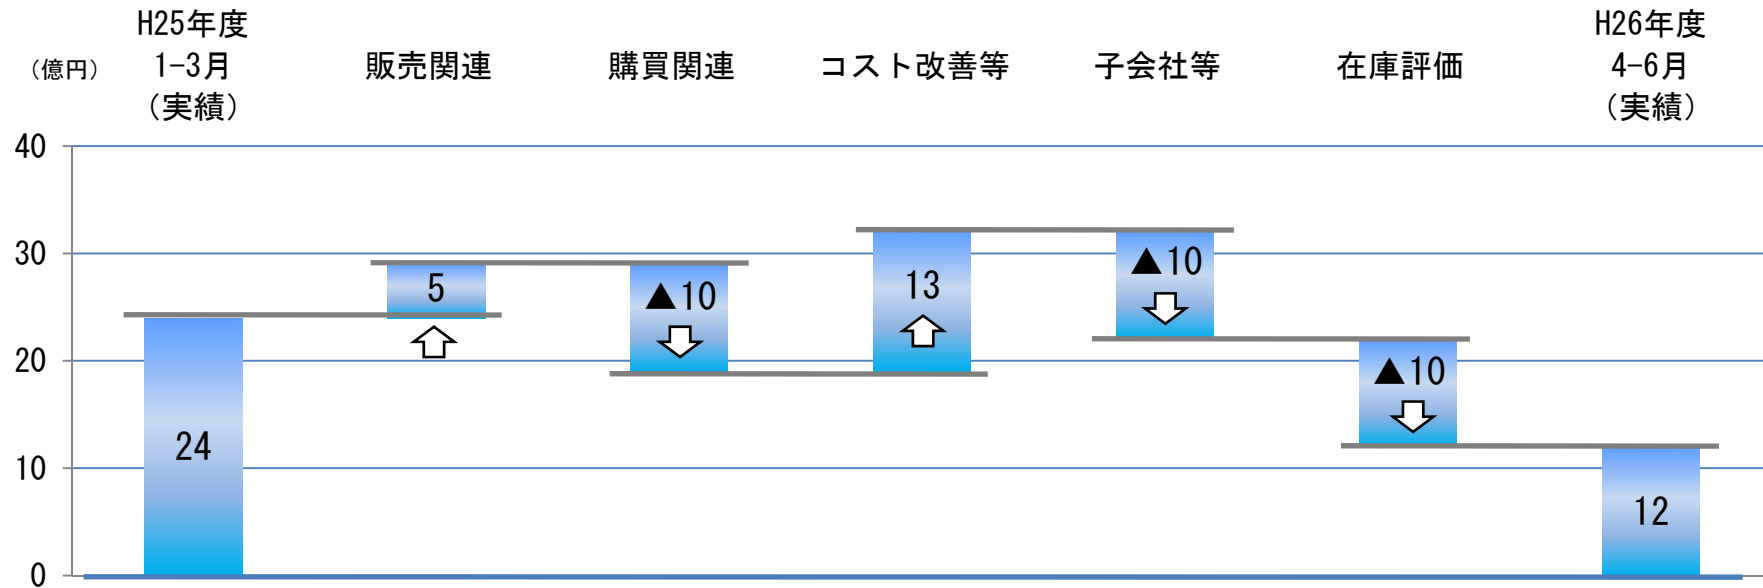 H25年度
1-3月
(実績)
(億円)
販売関連
購買関連
コスト改善等
子会社等
在庫評価
H26年度
4-6月
(実績)
40
30
20
10
0
24
5
▲10
13
▲10
▲10
12